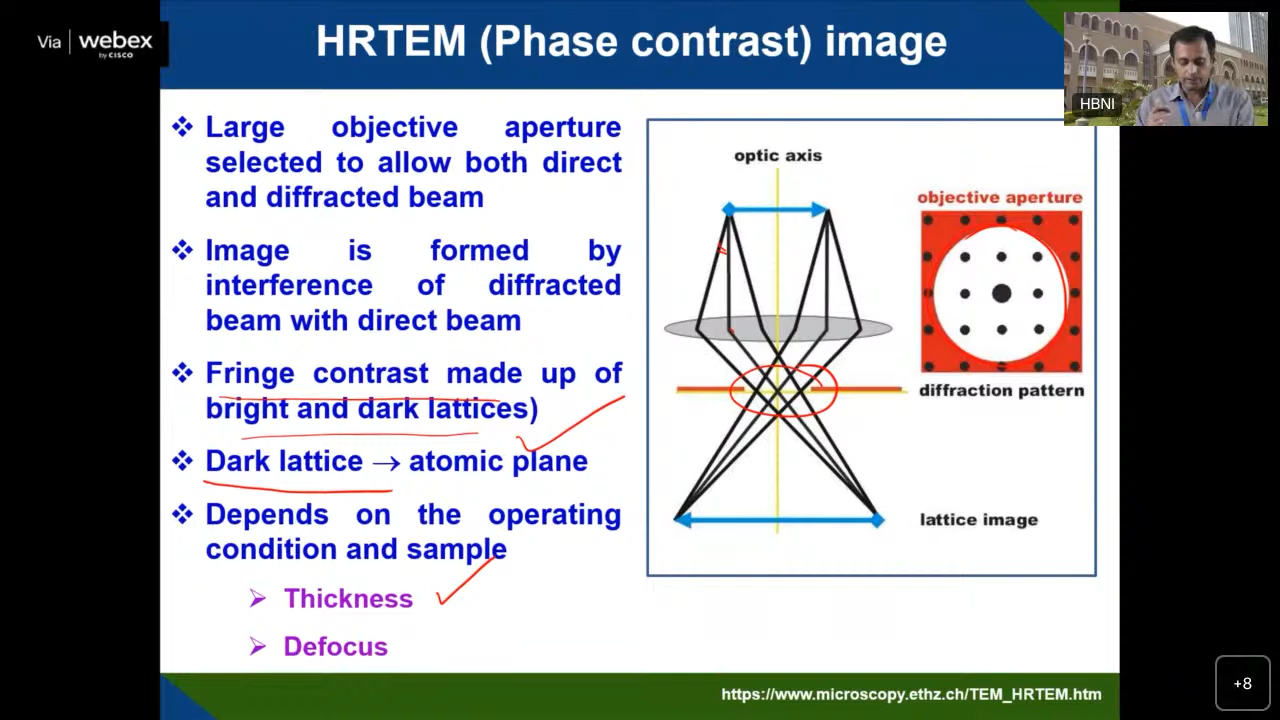 Via webex
by CISCO
HRTEM (Phase contrast) image
HBNI
❖ Large objective aperture
selected to allow both direct
and diffracted beam
❖ Image is formed by
interference of diffracted
beam with direct beam
❖ Fringe contrast made up of
bright and dark lattices)
❖ Dark lattice → atomic plane
❖ Depends on the operating
condition and sample
➢ Thickness
➢ Defocus
optic axis
objective aperture
diffraction pattern
lattice image
https://www.microscopy.ethz.ch/TEM_HRTEM.htm
+8